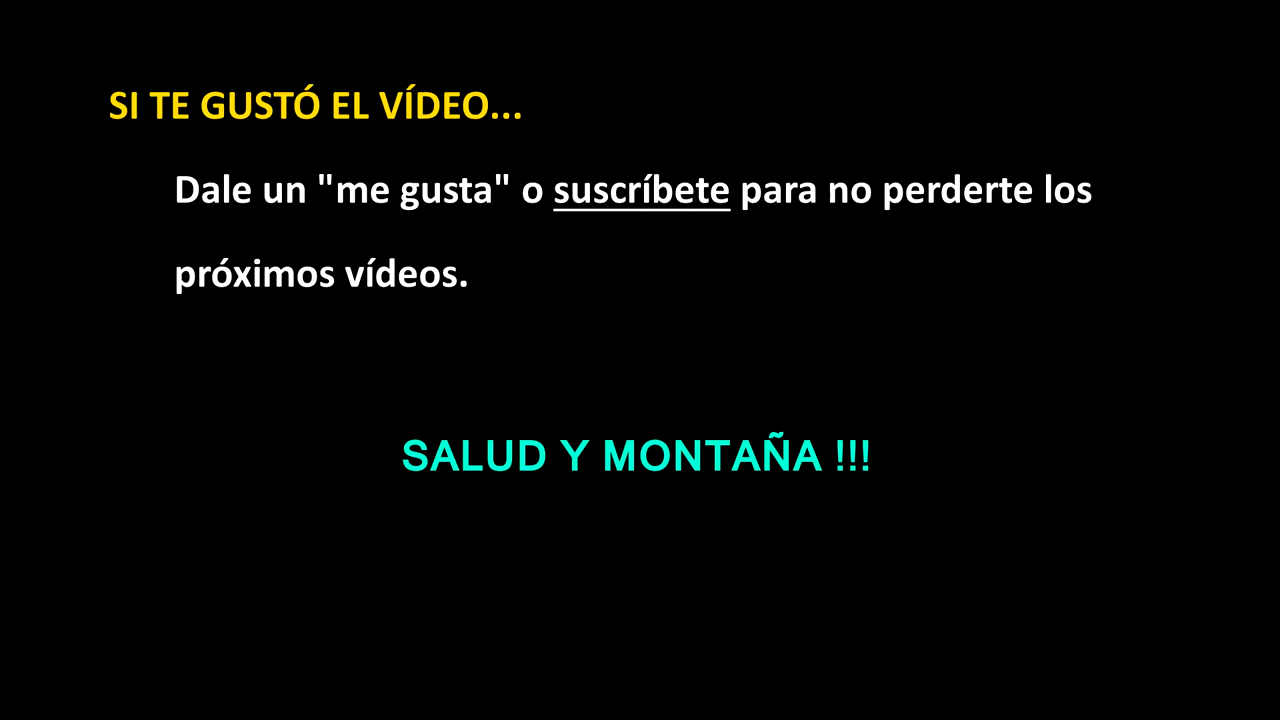 SI TE GUSTÓ EL VÍDEO...
Dale un "me gusta" o suscríbete para no perderte los
próximos vídeos.
SALUD Y MONTAÑA !!!